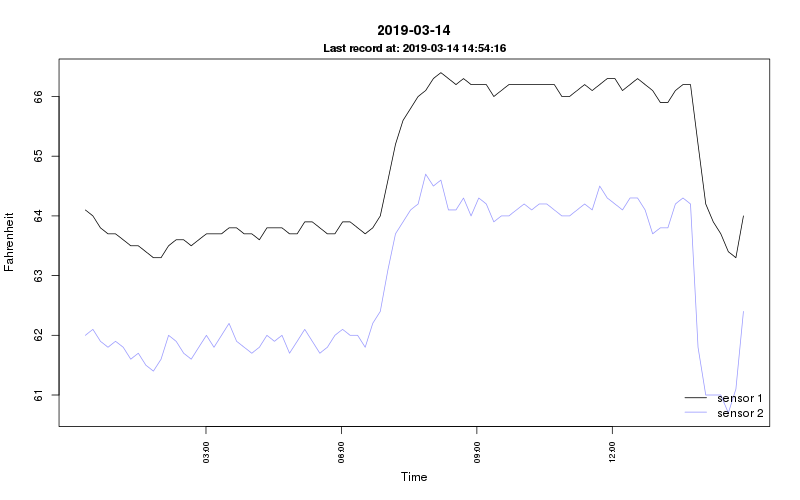 2019-03-14
Last record at: 2019-03-14 14:54:16
Fahrenheit
66
65
64
63
62
61
sensor 1
sensor 2
03:00
06:00
09:00
12:00
Time